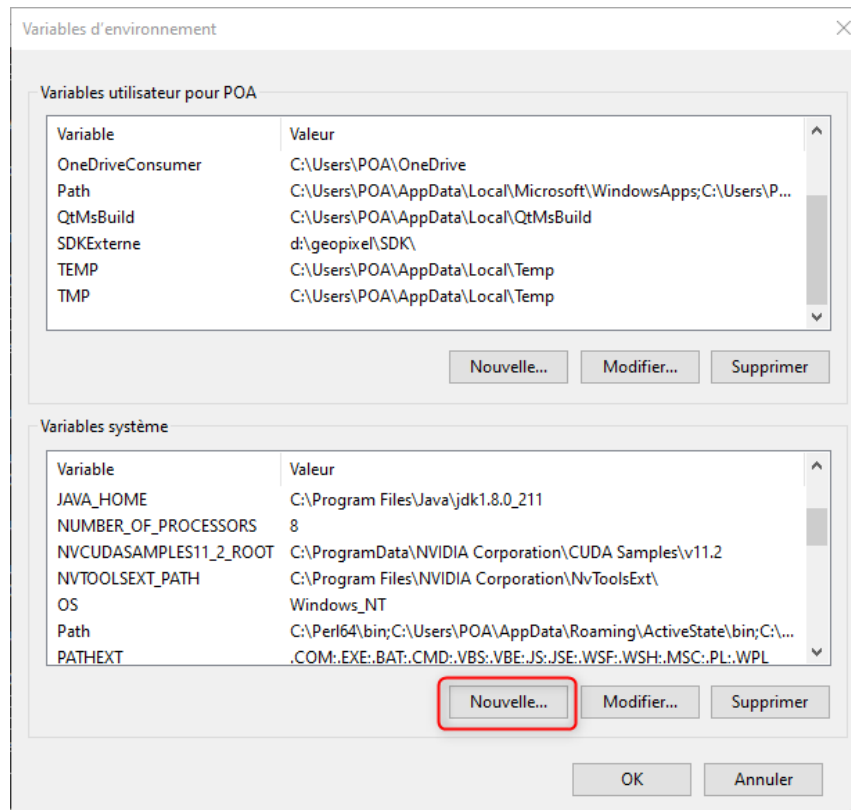 Variables d'environnement
Variables utilisateur pour POA
Variable Valeur
OneDriveConsumer C:\Users\POA\OneDrive
Path C:\Users\POA\AppData\Local\Microsoft\WindowsApps;C:\Users\P...
QtMsBuild C:\Users\POA\AppData\Local\QtMsBuild
SDKExterne d:\geopixel\SDK\
TEMP C:\Users\POA\AppData\Local\Temp
TMP C:\Users\POA\AppData\Local\Temp
Nouvelle... Modifier... Supprimer
Variables système
Variable Valeur
JAVA_HOME C:\Program Files\Java\jdk1.8.0_211
NUMBER_OF_PROCESSORS 8
NVCUDASAMPLES11_2_ROOT C:\ProgramData\NVIDIA Corporation\CUDA Samples\v11.2
NVTOOLSEXT_PATH C:\Program Files\NVIDIA Corporation\NvToolsExt\
OS Windows_NT
Path C:\Perl64\bin;C:\Users\POA\AppData\Roaming\ActiveState\bin;C:\...
PATHEXT .COM;.EXE;.BAT;.CMD;.VBS;.VBE;.JS;.JSE;.WSF;.WSH;.MSC;.PL;.WPL
Nouvelle... Modifier... Supprimer
OK Annuler